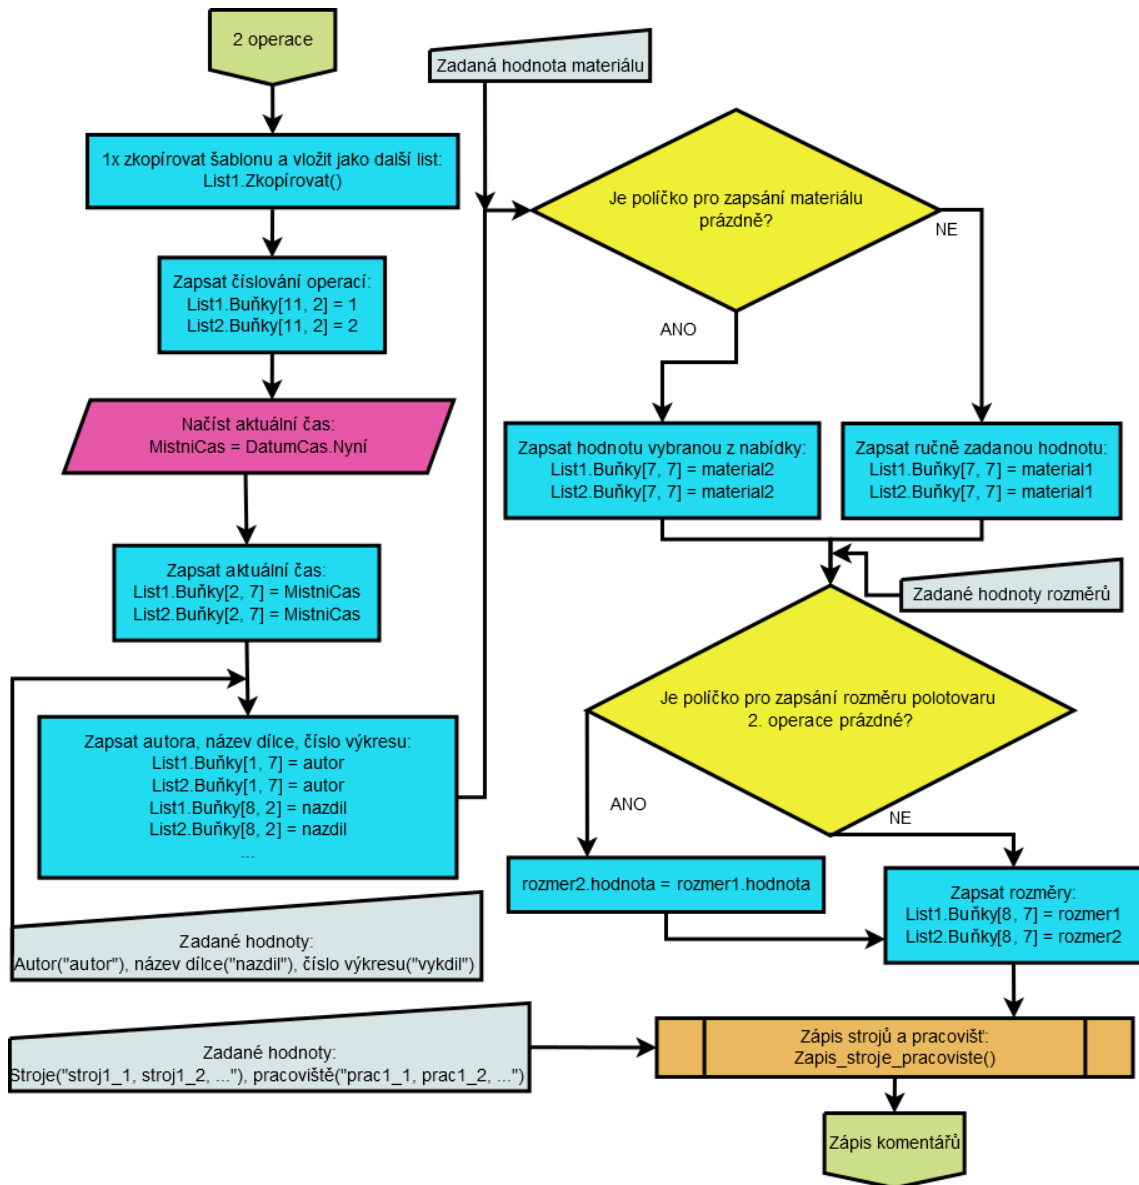 2 operace
1x zkopírovat šablonu a vložit jako další list:
List1.Zkopírovat()
Zapsat číslování operací:
List1.Buňky[11, 2] = 1
List2.Buňky[11, 2] = 2
Načíst aktuální čas:
MistniCas = DatumCas.Nyní
Zapsat aktuální čas:
List1.Buňky[2, 7] = MistniCas
List2.Buňky[2, 7] = MistniCas
Zapsat autora, název dílce, číslo výkresu:
List1.Buňky[1, 7] = autor
List2.Buňky[1, 7] = autor
List1.Buňky[8, 2] = nazdil
List2.Buňky[8, 2] = nazdil
...
Zadané hodnoty:
Autor("autor"), název dílce("nazdil"), číslo výkresu("vykdil")
Zadaná hodnota materiálu
Je políčko pro zapsání materiálu
prázdně?
ANO
NE
Zapsat hodnotu vybranou z nabídky:
List1.Buňky[7, 7] = material2
List2.Buňky[7, 7] = material2
Zapsat ručně zadanou hodnotu:
List1.Buňky[7, 7] = material1
List2.Buňky[7, 7] = material1
Zadané hodnoty rozměrů
Je políčko pro zapsání rozměru polotovaru
2. operace prázdné?
ANO
NE
rozmer2.hodnota = rozmer1.hodnota
Zapsat rozměry:
List1.Buňky[8, 7] = rozmer1
List2.Buňky[8, 7] = rozmer2
Zadané hodnoty:
Stroje("stroj1_1, stroj1_2, ..."), pracoviště("prac1_1, prac1_2, ...")
Zápis strojů a pracovišť:
Zapis_stroje_pracoviste()
Zápis komentářů